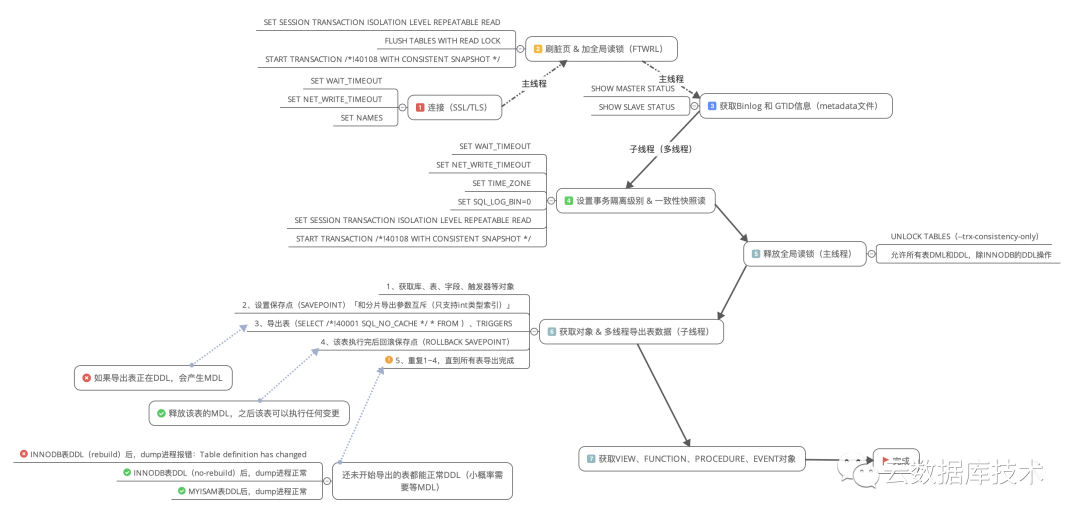 SET SESSION TRANSACTION ISOLATION LEVEL REPEATABLE READ
FLUSH TABLES WITH READ LOCK
START TRANSACTION /*!40108 WITH CONSISTENT SNAPSHOT */
2 刷脏页 & 加全局读锁（FTWRL）
主线程
主线程
SET WAIT_TIMEOUT
SET NET_WRITE_TIMEOUT
SET NAMES
1 连接（SSL/TLS）
SHOW MASTER STATUS
SHOW SLAVE STATUS
3 获取Binlog 和 GTID信息（metadata文件）
子线程（多线程）
SET WAIT_TIMEOUT
SET NET_WRITE_TIMEOUT
SET TIME_ZONE
SET SQL_LOG_BIN=0
SET SESSION TRANSACTION ISOLATION LEVEL REPEATABLE READ
START TRANSACTION /*!40108 WITH CONSISTENT SNAPSHOT */
4 设置事务隔离级别 & 一致性快照读
5 释放全局读锁（主线程）
UNLOCK TABLES（--trx-consistency-only）
允许所有表DML和DDL，除INNODB的DDL操作
1、获取库、表、字段、触发器等对象
2、设置保存点（SAVEPOINT）「和分片导出参数互斥（只支持int类型索引）」
3、导出表（SELECT /*!40001 SQL_NO_CACHE */ * FROM ）、TRIGGERS
4、该表执行完后回滚保存点（ROLLBACK SAVEPOINT）
5、重复1~4，直到所有表导出完成
6 获取对象 & 多线程导出表数据（子线程）
如果导出表正在DDL，会产生MDL
释放该表的MDL，之后该表可以执行任何变更
INNODB表DDL（rebuild）后，dump进程报错：Table definition has changed
INNODB表DDL（no-rebuild）后，dump进程正常
MYISAM表DDL后，dump进程正常
还未开始导出的表都能正常DDL（小概率需
要等MDL）
7 获取VIEW、FUNCTION、PROCEDURE、EVENT对象
完成
云数据库技术